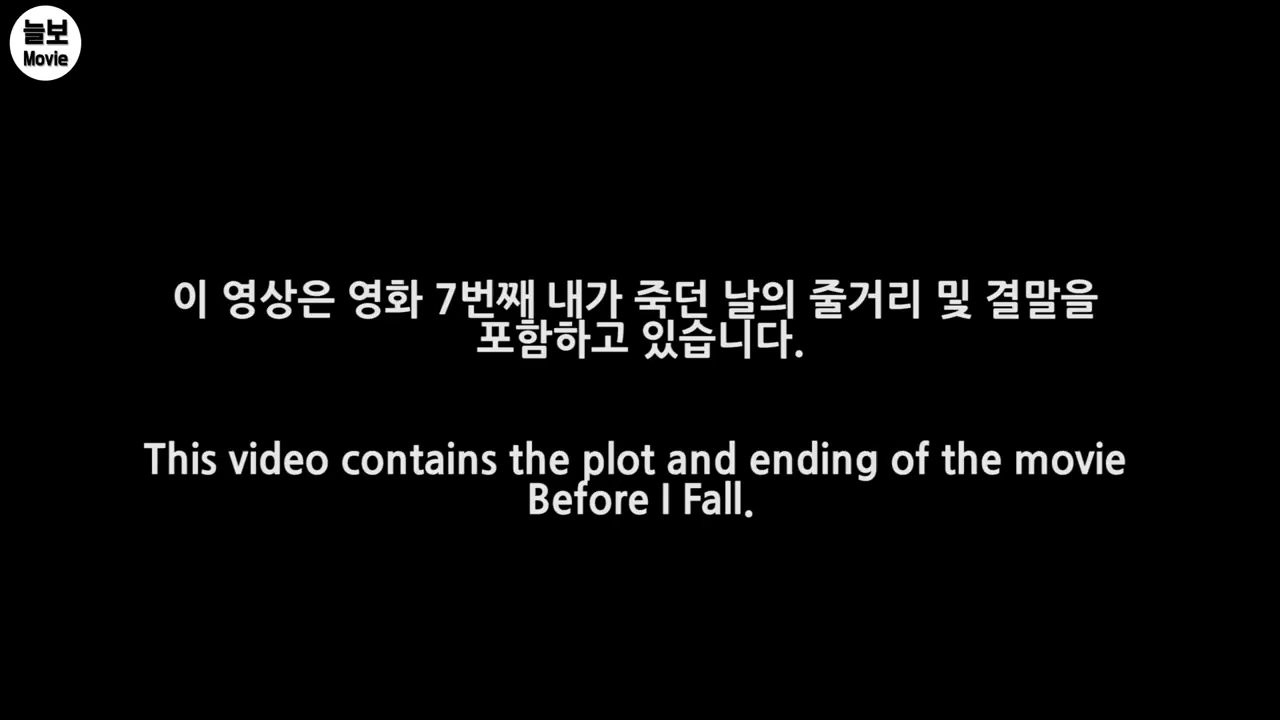 늘보
Movie
이 영상은 영화 7번째 내가 죽던 날의 줄거리 및 결말을
포함하고 있습니다.
This video contains the plot and ending of the movie
Before I Fall.